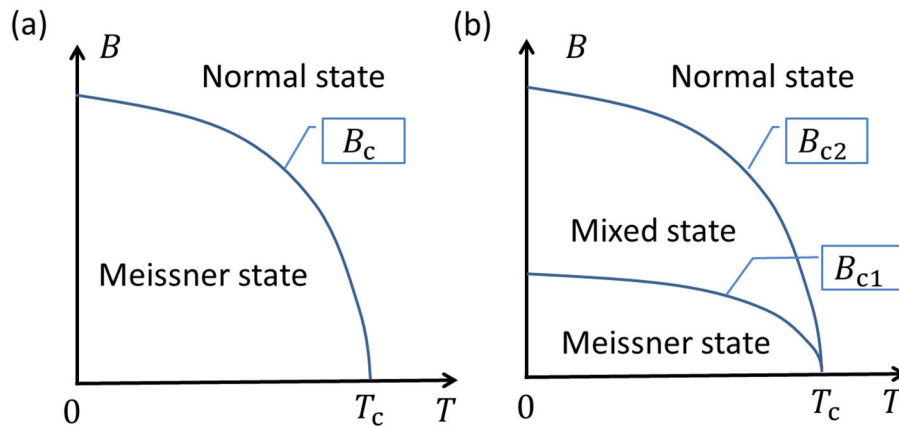 (a)
B
Normal state
B_c
Meissner state
0
T_c
T
(b)
B
Normal state
B_c2
Mixed state
B_c1
Meissner state
0
T_c
T